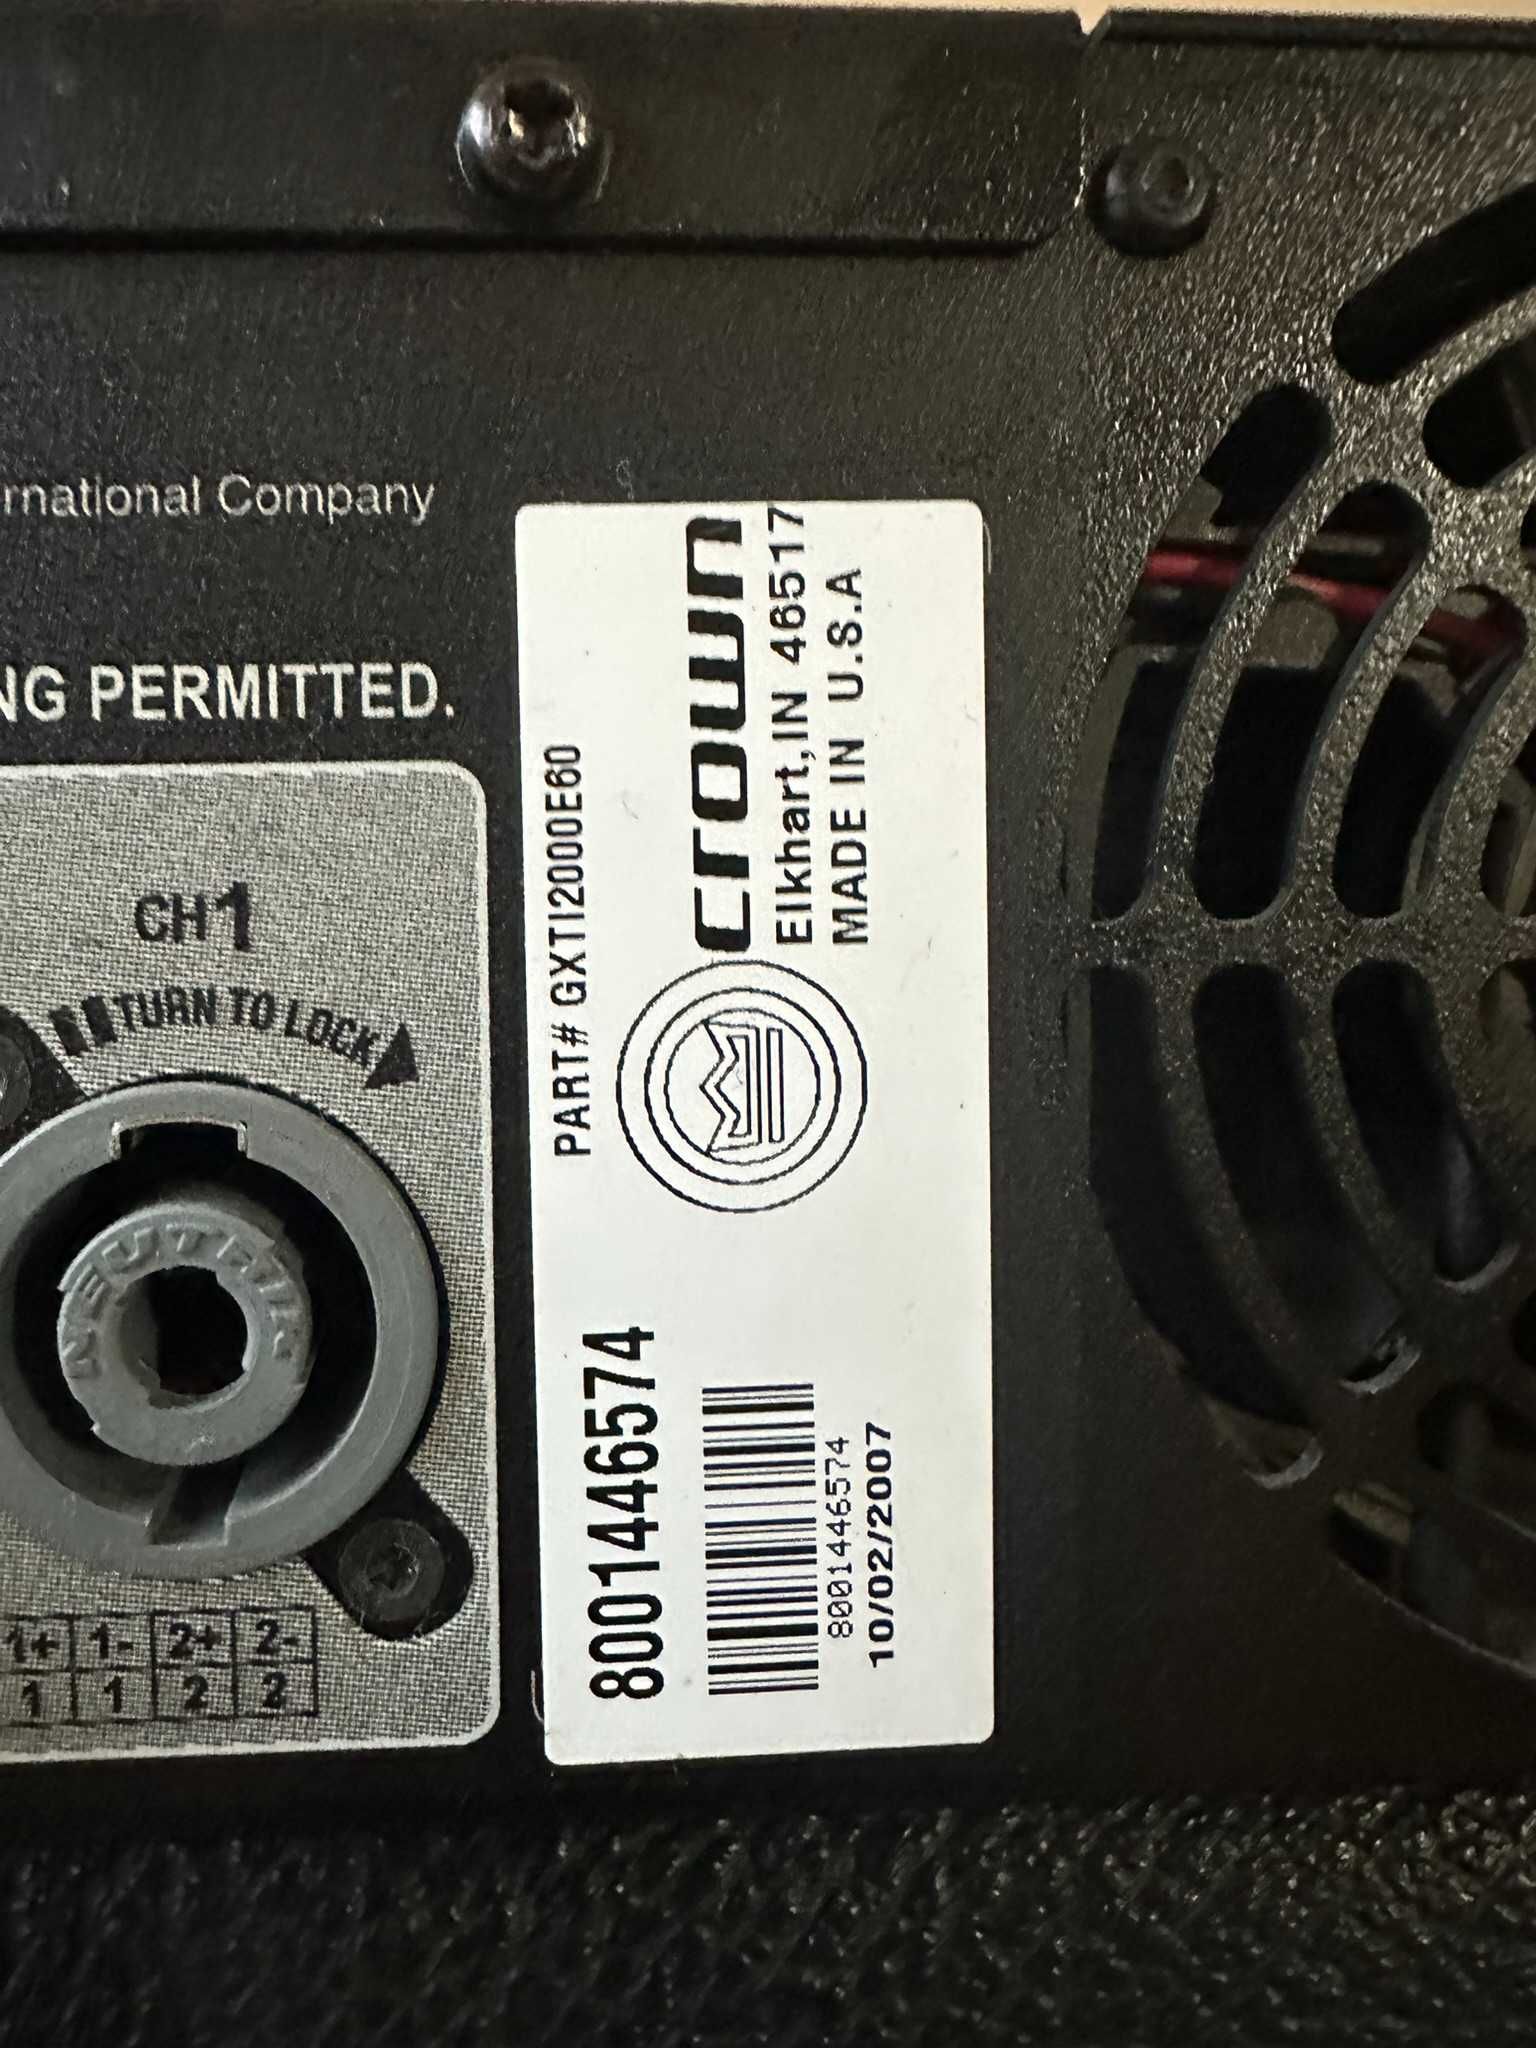 rnational Company
NG PERMITTED.
CH1
TURN TO LOCK
NEUTRIK
1+ 1- 2+ 2-
1 1 2 2
PART# GXTI2000E60
crown
Elkhart,IN 46517
MADE IN U.S.A
8001446574
8001446574
10/02/2007